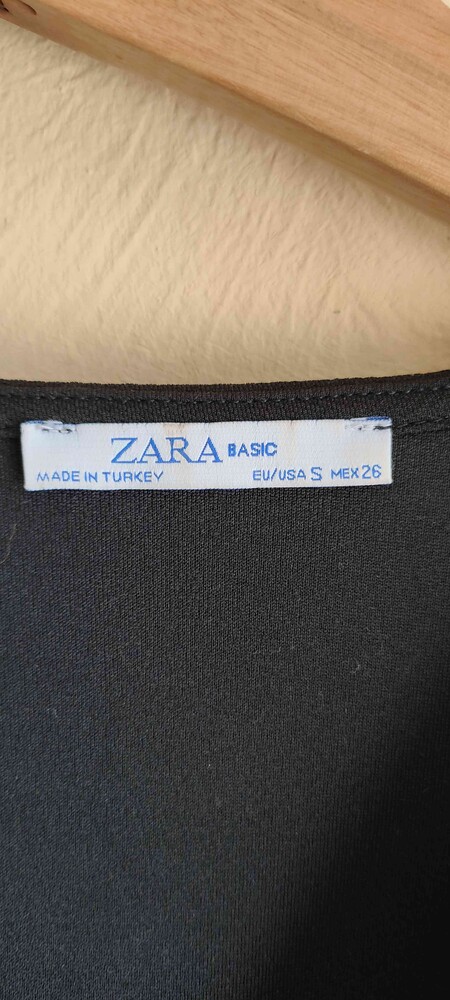 ZARA BASIC
MADE IN TURKEY EU/USA S MEX 26